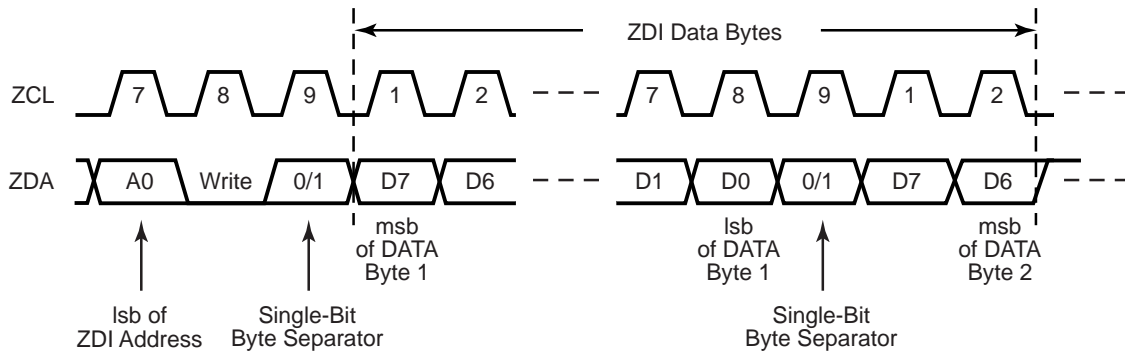 ZDI Data Bytes
ZCL 7 8 9 1 2 7 8 9 1 2
ZDA A0 Write 0/1 D7 D6 D1 D0 0/1 D7 D6
msb
of DATA
Byte 1
lsb
of DATA
Byte 1
msb
of DATA
Byte 2
lsb of
ZDI Address
Single-Bit
Byte Separator
Single-Bit
Byte Separator